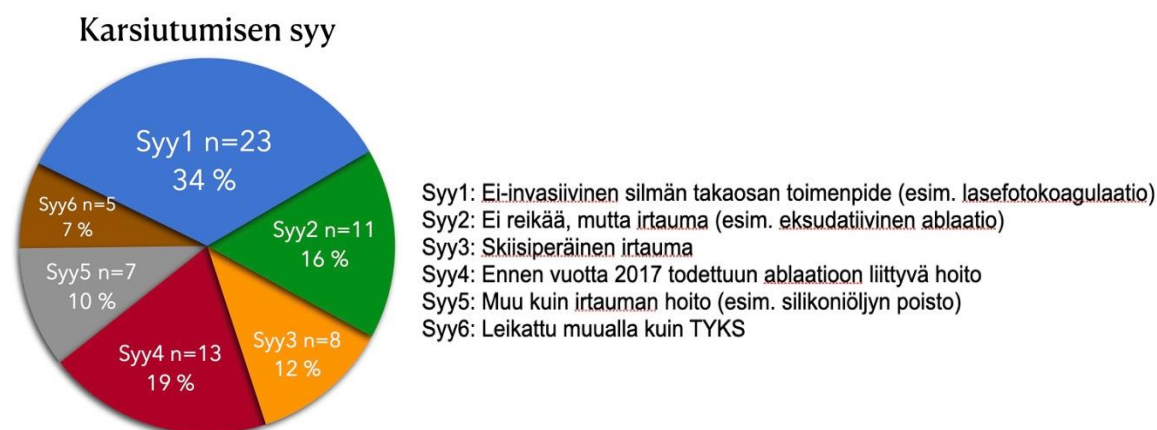 Karsiutumisen syy
Syy1 n=23
34 %
Syy2 n=11
16 %
Syy3 n=8
12 %
Syy4 n=13
19 %
Syy5 n=7
10 %
Syy6 n=5
7 %
Syy1: Ei-invasiivinen silmän takaosan toimenpide (esim. lasefotokoagulaatio)
Syy2: Ei reikää, mutta irtauma (esim. eksudatiivinen ablaatio)
Syy3: Skiisiperäinen irtauma
Syy4: Ennen vuotta 2017 todettuun ablaatioon liittyvä hoito
Syy5: Muu kuin irtauman hoito (esim. silikoniöljyn poisto)
Syy6: Leikattu muualla kuin TYKS